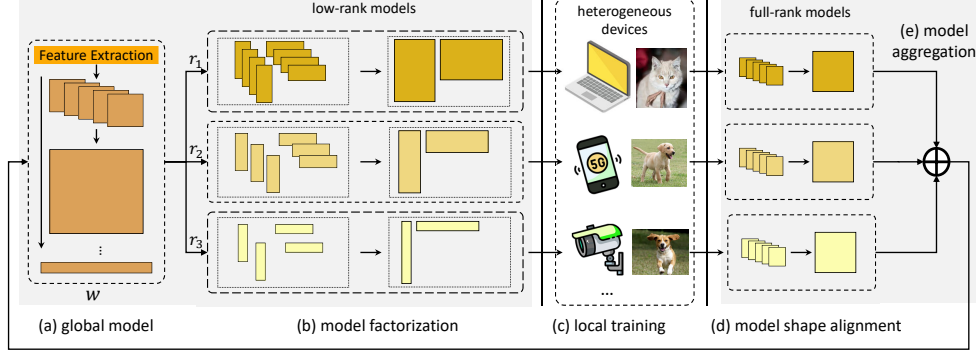 low-rank models
heterogeneous
devices
full-rank models
(e) model
aggregation
Feature Extraction
r₁
r₂
r₃
5G
⋮
...
w
(a) global model
(b) model factorization
(c) local training
(d) model shape alignment